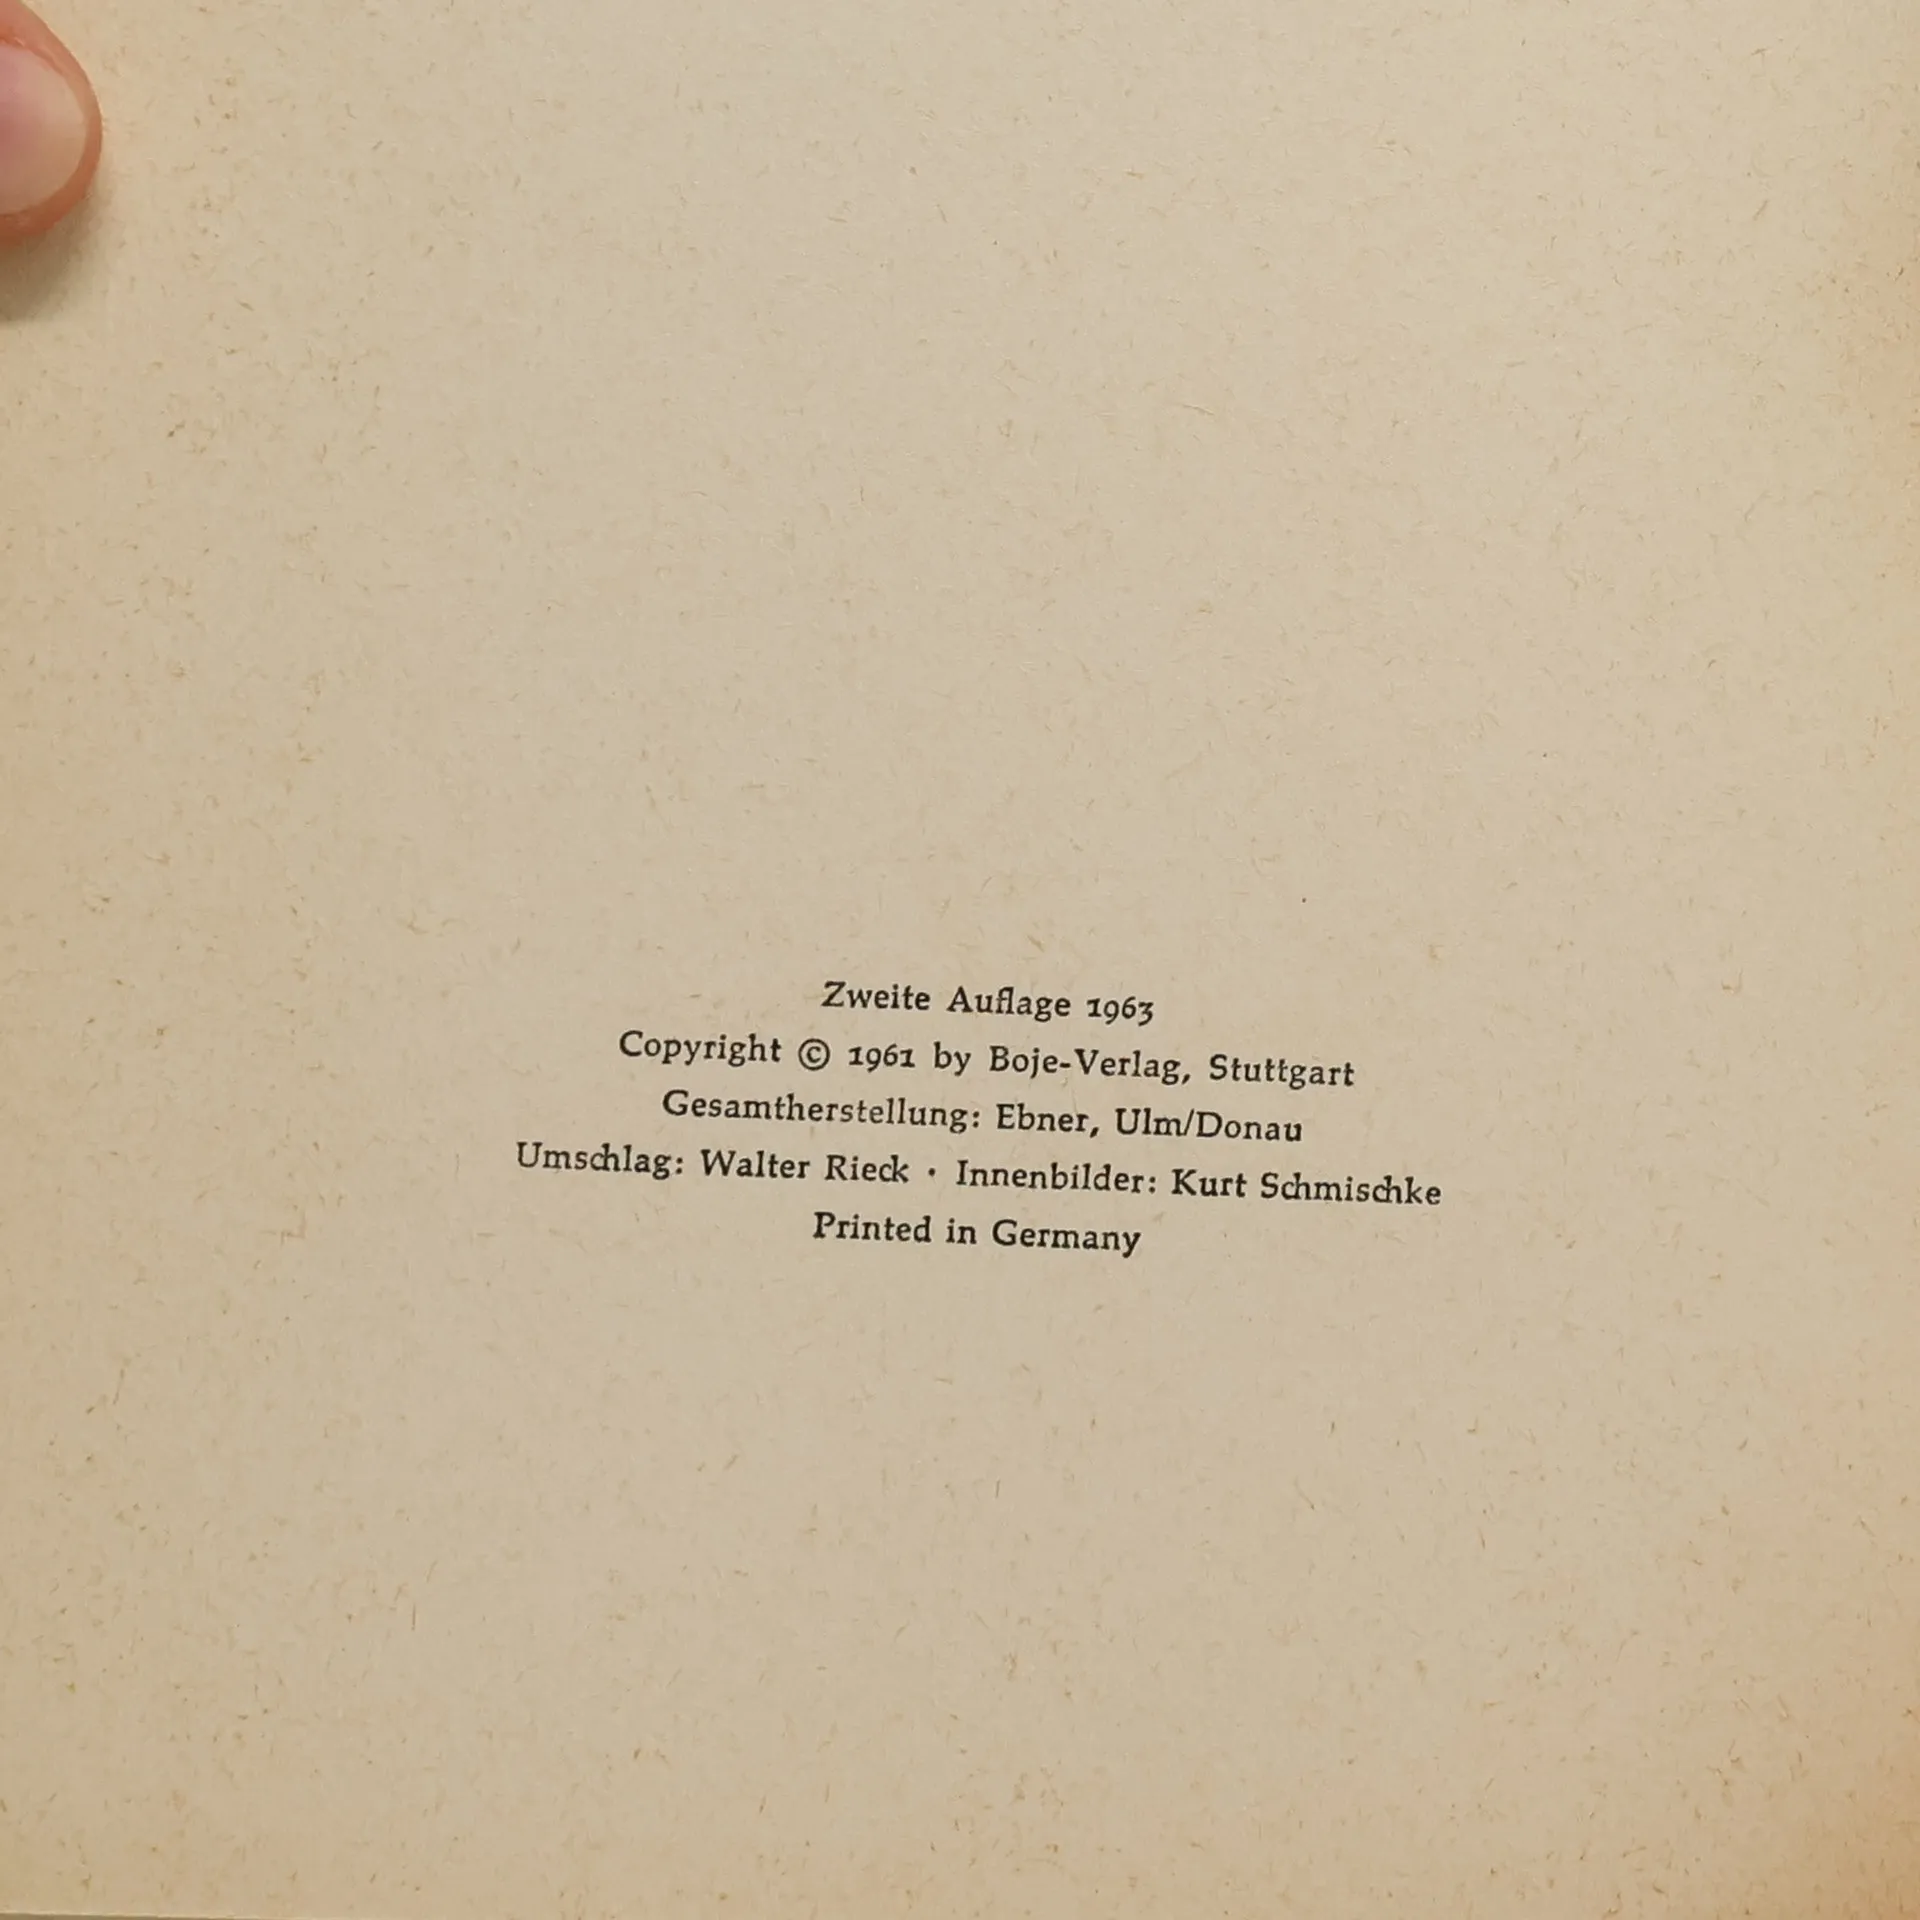 Zweite Auflage 1963
Copyright © 1961 by Boje-Verlag, Stuttgart
Gesamtherstellung: Ebner, Ulm/Donau
Umschlag: Walter Rieck · Innenbilder: Kurt Schmischke
Printed in Germany